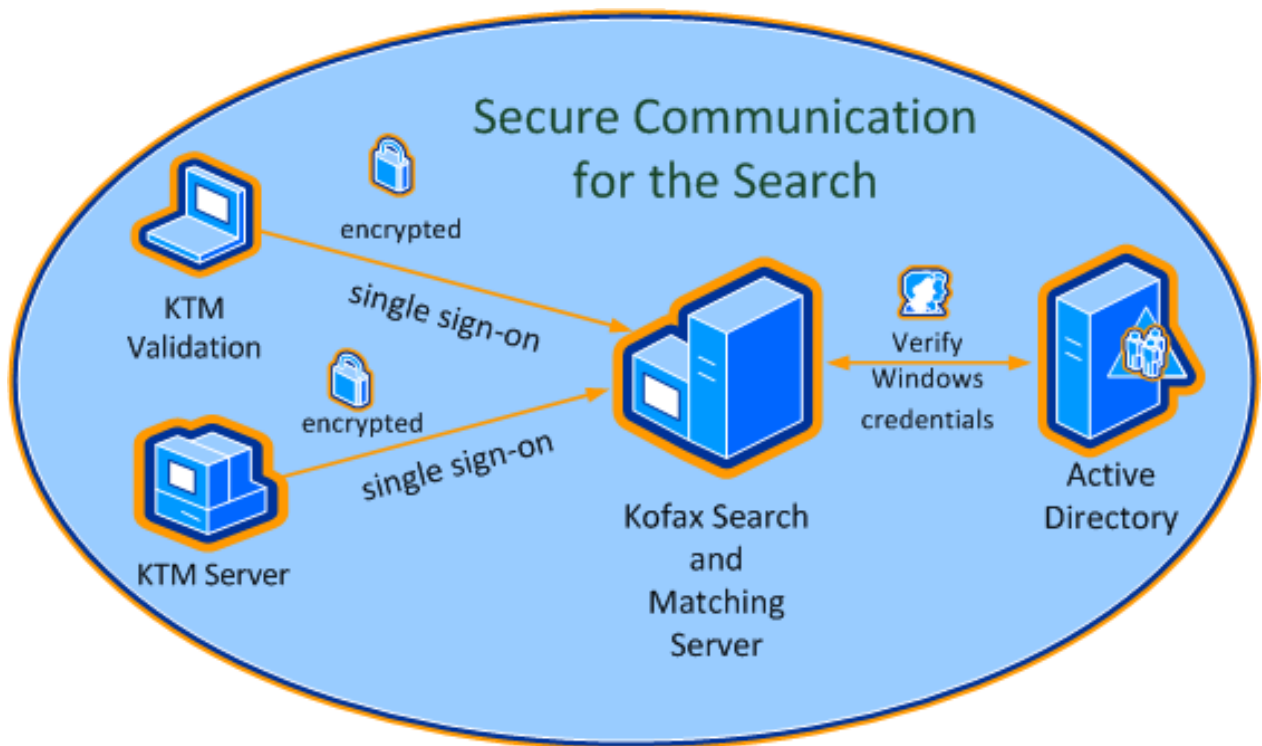 Secure Communication
for the Search
encrypted
single sign-on
KTM
Validation
encrypted
single sign-on
KTM Server
Kofax Search
and
Matching
Server
Verify
Windows
credentials
Active
Directory